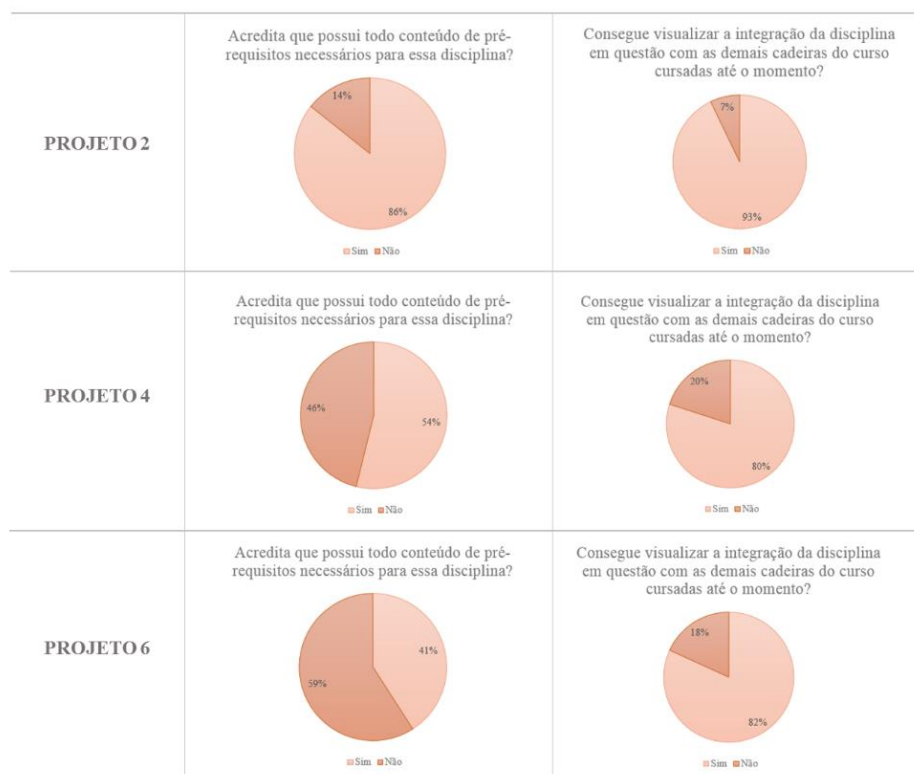 PROJETO 2
Acredita que possui todo conteúdo de pré-
requisitos necessários para essa disciplina?
14%
86%
Sim Não
Consegue visualizar a integração da disciplina
em questão com as demais cadeiras do curso
cursadas até o momento?
7%
93%
Sim Não
PROJETO 4
Acredita que possui todo conteúdo de pré-
requisitos necessários para essa disciplina?
46%
54%
Sim Não
Consegue visualizar a integração da disciplina
em questão com as demais cadeiras do curso
cursadas até o momento?
20%
80%
Sim Não
PROJETO 6
Acredita que possui todo conteúdo de pré-
requisitos necessários para essa disciplina?
41%
59%
Sim Não
Consegue visualizar a integração da disciplina
em questão com as demais cadeiras do curso
cursadas até o momento?
18%
82%
Sim Não